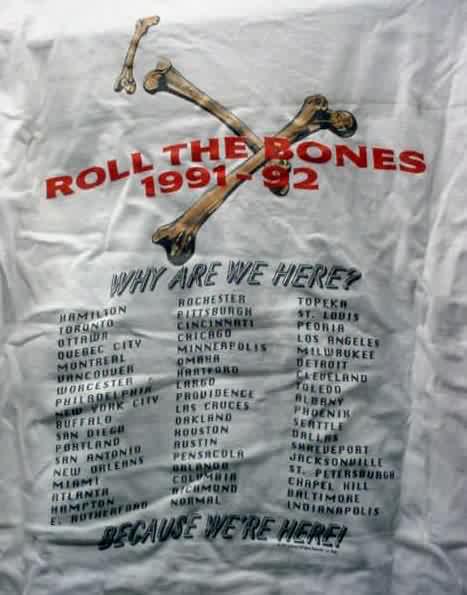 ROLL THE BONES
1991-92
WHY ARE WE HERE?
HAMILTON
TORONTO
OTTAWA
QUEBEC CITY
MONTREAL
VANCOUVER
WORCESTER
PHILADELPHIA
NEW YORK CITY
BUFFALO
SAN DIEGO
PORTLAND
SAN ANTONIO
NEW ORLEANS
MIAMI
ATLANTA
HAMPTON
E. RUTHERFORD
ROCHESTER
PITTSBURGH
CINCINNATI
CHICAGO
MINNEAPOLIS
OMAHA
HARTFORD
LARGO
PROVIDENCE
LAS CRUCES
OAKLAND
HOUSTON
AUSTIN
PENSACOLA
ORLANDO
COLUMBIA
RICHMOND
NORMAL
TOPEKA
ST. LOUIS
PEORIA
LOS ANGELES
MILWAUKEE
DETROIT
CLEVELAND
TOLEDO
ALBANY
PHOENIX
SEATTLE
DALLAS
SHREVEPORT
JACKSONVILLE
ST. PETERSBURG
CHAPEL HILL
BALTIMORE
INDIANAPOLIS
BECAUSE WE'RE HERE!